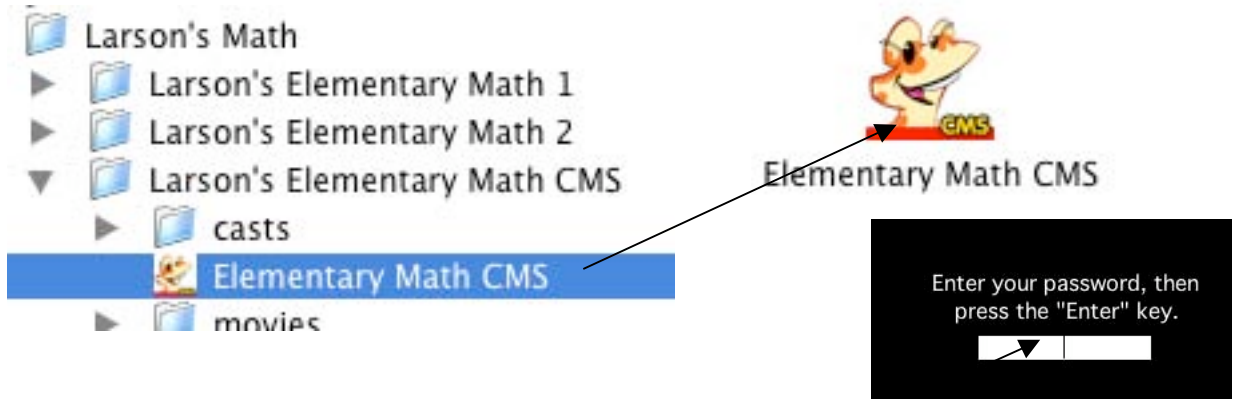 Larson's Math
Larson's Elementary Math 1
Larson's Elementary Math 2
Larson's Elementary Math CMS
casts
Elementary Math CMS
movies
CMS
Elementary Math CMS
Enter your password, then
press the "Enter" key.